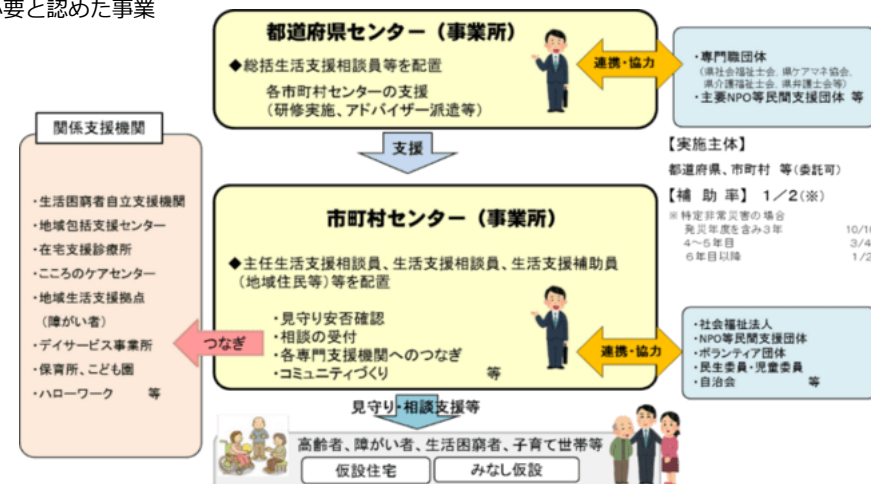 必要と認めた事業
都道府県センター（事業所）
◆総括生活支援相談員等を配置
各市町村センターの支援
（研修実施、アドバイザー派遣等）
連携・協力
・専門職団体
（県社会福祉士会、県ケアマネ協会、
県介護福祉士会、県弁護士会等）
・主要NPO等民間支援団体 等
支援
【実施主体】
都道府県、市町村 等（委託可）
【補 助 率】 1／2（※）
※特定非常災害の場合
発災年度を含み3年 10/10
4～5年目 3/4
6年目以降 1/2
関係支援機関
・生活困窮者自立支援機関
・地域包括支援センター
・在宅支援診療所
・こころのケアセンター
・地域生活支援拠点
（障がい者）
・デイサービス事業所
・保育所、こども園
・ハローワーク 等
つなぎ
市町村センター（事業所）
◆主任生活支援相談員、生活支援相談員、生活支援補助員
（地域住民等）等を配置
・見守り安否確認
・相談の受付
・各専門支援機関へのつなぎ
・コミュニティづくり 等
連携・協力
・社会福祉法人
・NPO等民間支援団体
・ボランティア団体
・民生委員・児童委員
・自治会 等
見守り・相談支援等
高齢者、障がい者、生活困窮者、子育て世帯等
仮設住宅
みなし仮設